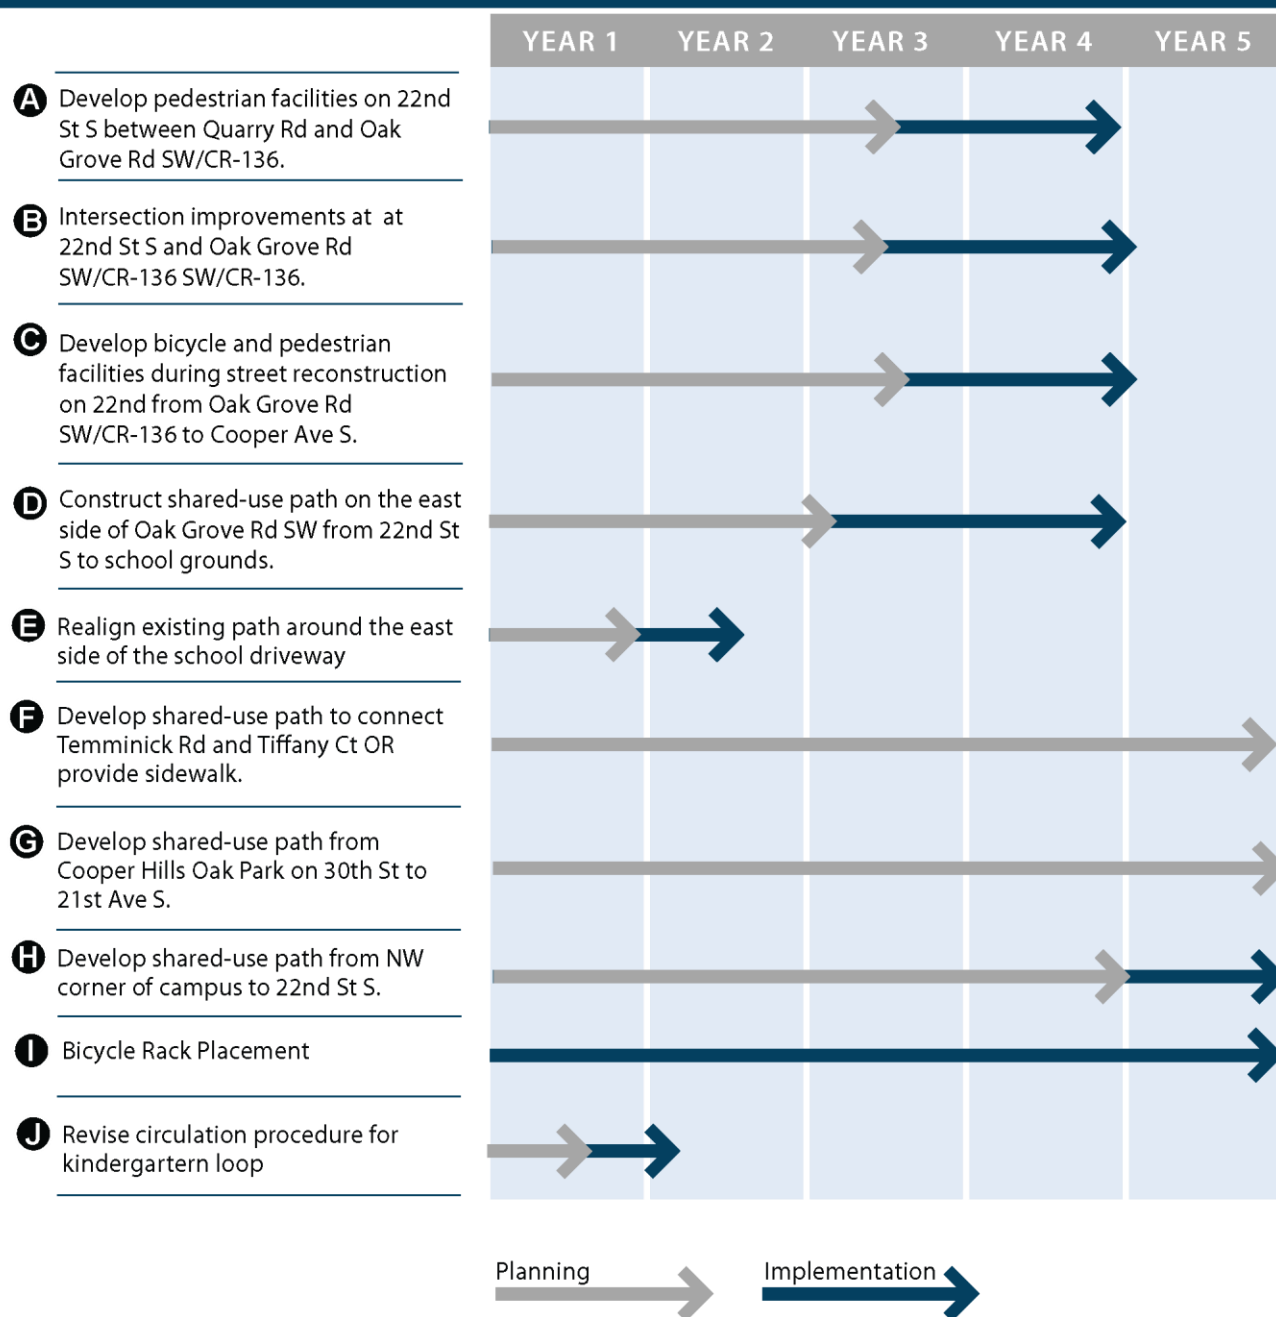 YEAR 1 YEAR 2 YEAR 3 YEAR 4 YEAR 5
A Develop pedestrian facilities on 22nd
St S between Quarry Rd and Oak
Grove Rd SW/CR-136.
B Intersection improvements at at
22nd St S and Oak Grove Rd
SW/CR-136 SW/CR-136.
C Develop bicycle and pedestrian
facilities during street reconstruction
on 22nd from Oak Grove Rd
SW/CR-136 to Cooper Ave S.
D Construct shared-use path on the east
side of Oak Grove Rd SW from 22nd St
S to school grounds.
E Realign existing path around the east
side of the school driveway
F Develop shared-use path to connect
Temminick Rd and Tiffany Ct OR
provide sidewalk.
G Develop shared-use path from
Cooper Hills Oak Park on 30th St to
21st Ave S.
H Develop shared-use path from NW
corner of campus to 22nd St S.
I Bicycle Rack Placement
J Revise circulation procedure for
kindergartern loop
Planning Implementation